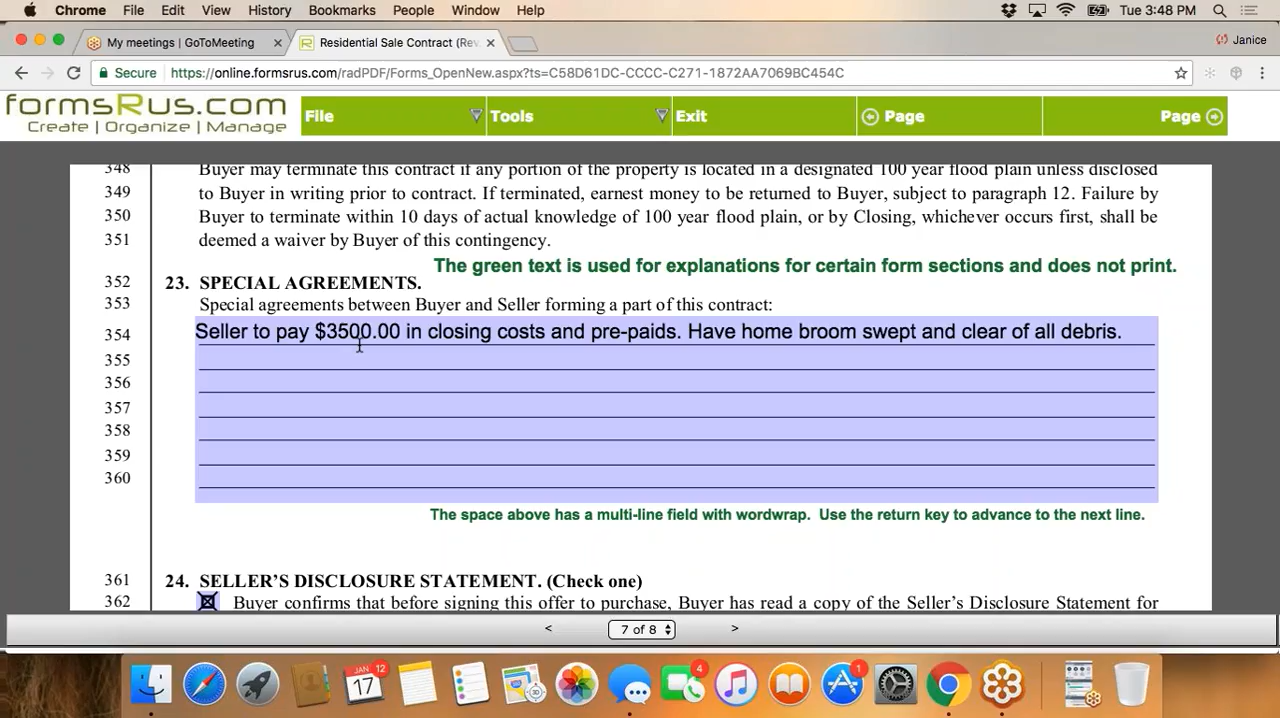 Chrome File Edit View History Bookmarks People Window Help Tue 3:48 PM
My meetings | GoToMeeting × Residential Sale Contract (Rev. × Janice
Secure https://online.formsrus.com/radPDF/Forms_OpenNew.aspx?ts=C58D61DC-CCCC-C271-1872AA7069BC454C
formsRus.com
Create | Organize | Manage
File Tools Exit Page Page
348 Buyer may terminate this contract if any portion of the property is located in a designated 100 year flood plain unless disclosed
349 to Buyer in writing prior to contract. If terminated, earnest money to be returned to Buyer, subject to paragraph 12. Failure by
350 Buyer to terminate within 10 days of actual knowledge of 100 year flood plain, or by Closing, whichever occurs first, shall be
351 deemed a waiver by Buyer of this contingency.
The green text is used for explanations for certain form sections and does not print.
352 23. SPECIAL AGREEMENTS.
353 Special agreements between Buyer and Seller forming a part of this contract:
354 Seller to pay $3500.00 in closing costs and pre-paids. Have home broom swept and clear of all debris.
355
356
357
358
359
360
The space above has a multi-line field with wordwrap. Use the return key to advance to the next line.
361 24. SELLER'S DISCLOSURE STATEMENT. (Check one)
362 Buyer confirms that before signing this offer to purchase, Buyer has read a copy of the Seller's Disclosure Statement for
< 7 of 8 >
JAN 12
17
4
1